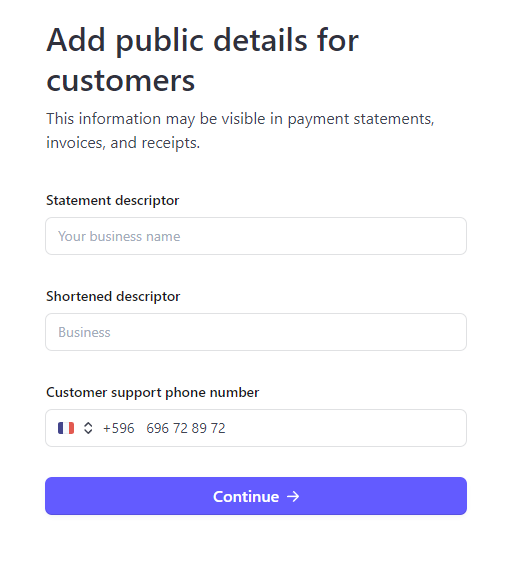 Add public details for
customers
This information may be visible in payment statements,
invoices, and receipts.
Statement descriptor
Your business name
Shortened descriptor
Business
Customer support phone number
+596 696 72 89 72
Continue →